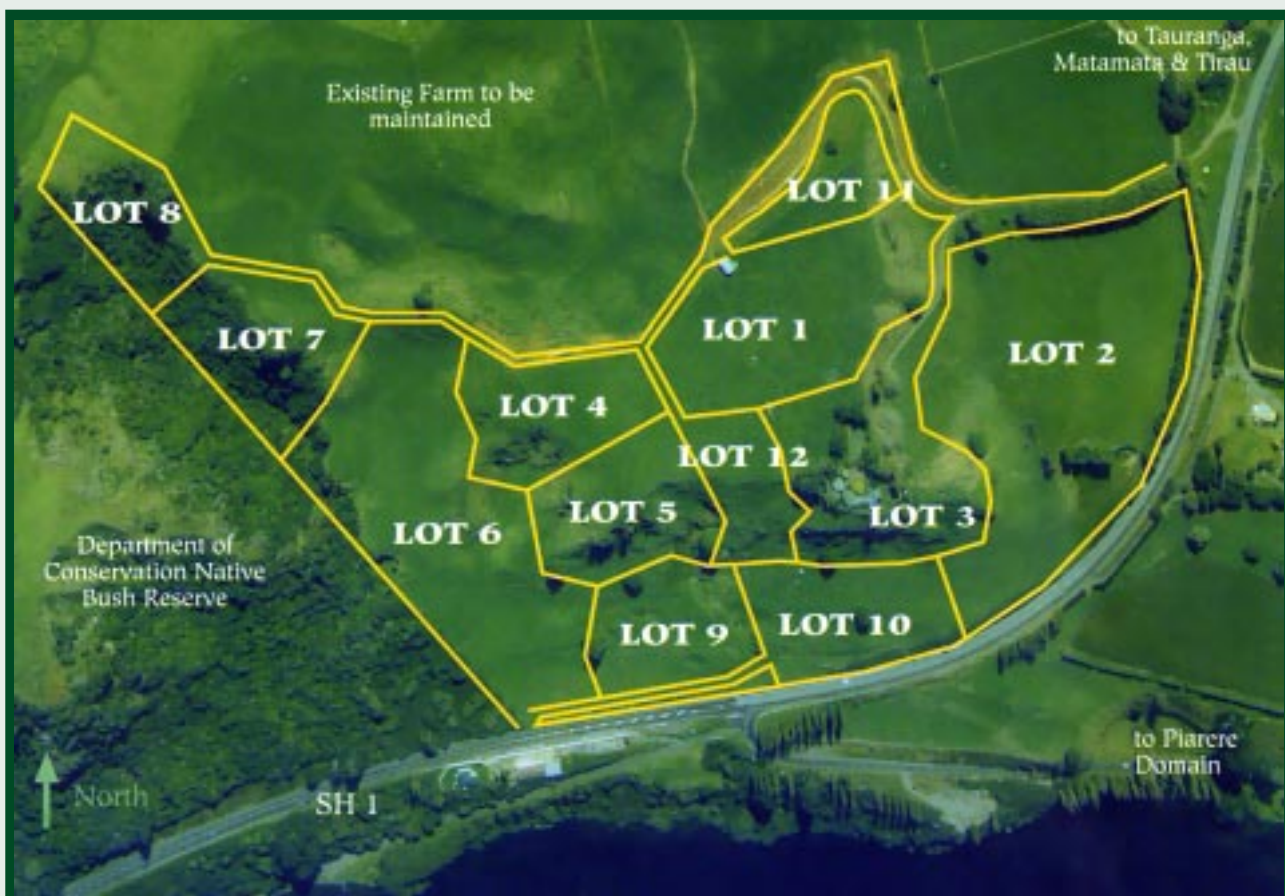 to Tauranga,
Matamata & Tirau
Existing Farm to be
maintained
LOT 8
LOT 11
LOT 7
LOT 1
LOT 2
LOT 4
LOT 12
LOT 5
LOT 3
LOT 6
Department of
Conservation Native
Bush Reserve
LOT 9
LOT 10
to Piarere
- Domain
North
SH 1